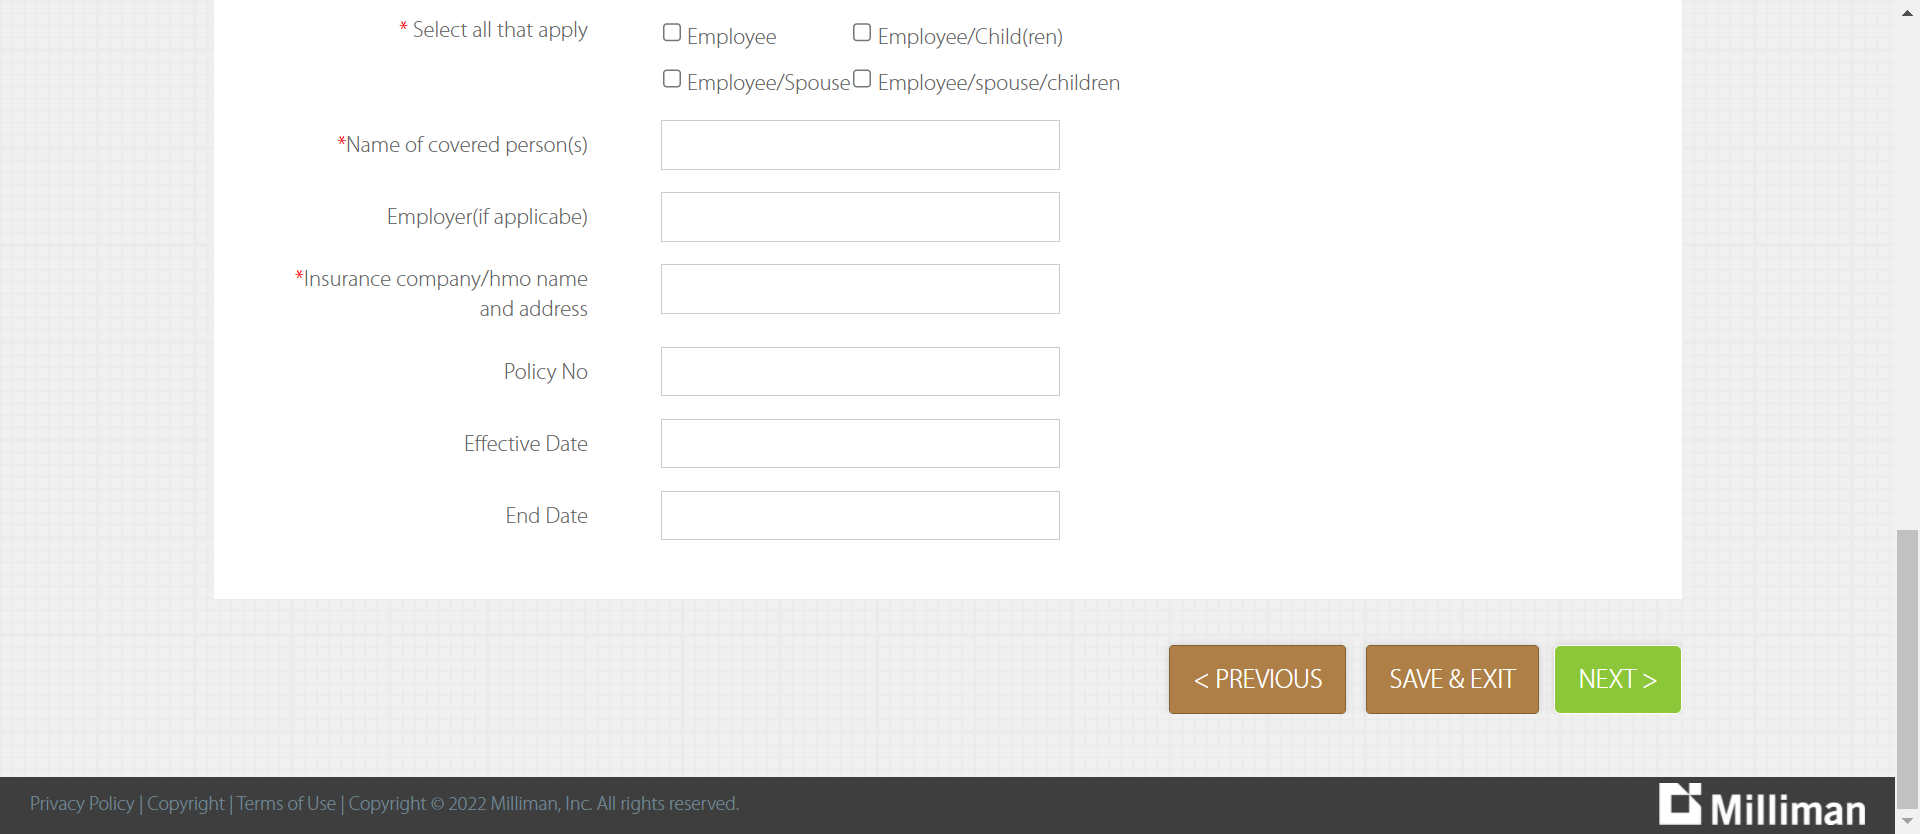 * Select all that apply
Employee
Employee/Child(ren)
Employee/Spouse
Employee/spouse/children
*Name of covered person(s)
Employer(if applicabe)
*Insurance company/hmo name
and address
Policy No
Effective Date
End Date
< PREVIOUS
SAVE & EXIT
NEXT >
Privacy Policy | Copyright | Terms of Use | Copyright © 2022 Milliman, Inc. All rights reserved.
Milliman